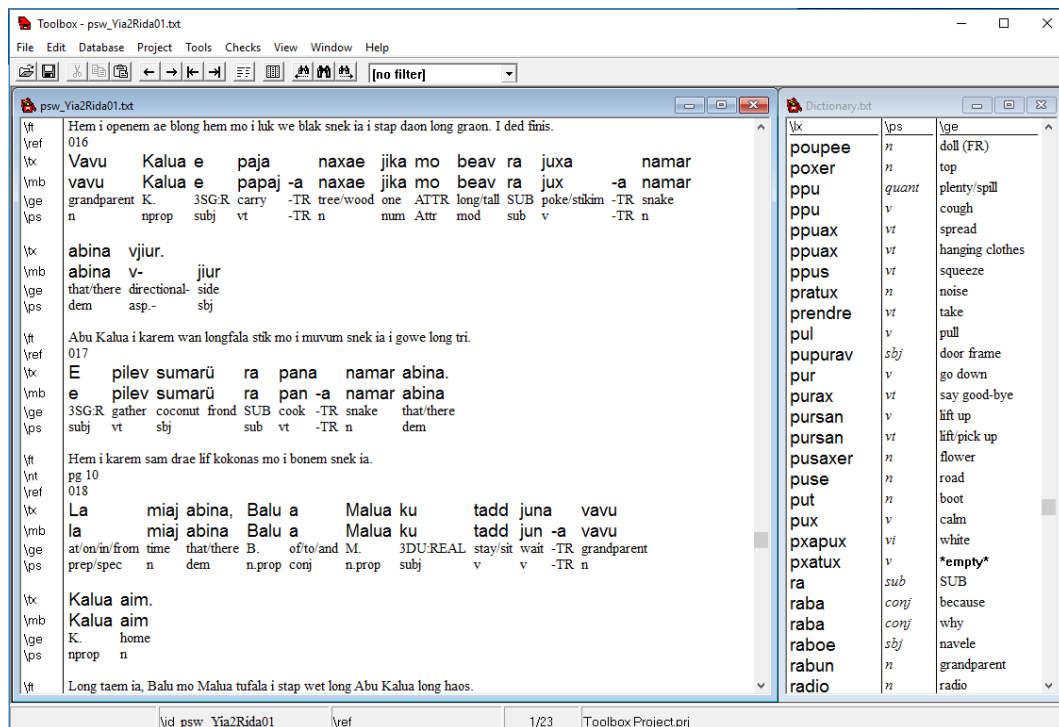 Toolbox - psw_Yia2Rida01.txt
File Edit Database Project Tools Checks View Window Help
[no filter]
psw_Yia2Rida01.txt
\ft Hem i openem ae blong hem mo i luk we blak snek ia i stap daon long graon. I ded finis.
\ref 016
\tx Vavu Kalua e paja naxae jika mo beav ra juxa namar
\mb vavu Kalua e papaj -a naxae jika mo beav ra jux -a namar
\ge grandparent K. 3SG:R carry -TR tree/wood one ATTR long/tall SUB poke/stikim -TR snake
\ps n nprop subj vt -TR n num Attr mod sub v -TR n
\tx abina vjiur.
\mb abina v- jiur
\ge that/there directional- side
\ps dem asp.- sbj
\ft Abu Kalua i karem wan longfala stik mo i muvum snek ia i gowe long tri.
\ref 017
\tx E pilev sumarü ra pana namar abina.
\mb e pilev sumarü ra pan -a namar abina
\ge 3SG:R gather coconut frond SUB cook -TR snake that/there
\ps subj vt sbj sub vt -TR n dem
\ft Hem i karem sam drae lif kokonas mo i bonem snek ia.
\nt pg 10
\ref 018
\tx La miaj abina, Balu a Malua ku tadd juna vavu
\mb la miaj abina Balu a Malua ku tadd jun -a vavu
\ge at/on/in/from time that/there B. of/to/and M. 3DU:REAL stay/sit wait -TR grandparent
\ps prep/spec n dem n.prop conj n.prop subj v v -TR n
\tx Kalua aim.
\mb Kalua aim
\ge K. home
\ps nprop n
\ft Long taem ia, Balu mo Malua tufala i stap wet long Abu Kalua long haos.
Dictionary.txt
\lx \ps \ge
poupee n doll (FR)
poxer n top
ppu quant plenty/spill
ppu v cough
ppuax vt spread
ppuax vt hanging clothes
ppus vt squeeze
pratux n noise
prendre vt take
pul v pull
pupurav sbj door frame
pur v go down
purax vt say good-bye
pursan v lift up
pursan vt lift/pick up
pusaxer n flower
puse n road
put n boot
pux v calm
pxapux vi white
pxatux v *empty*
ra sub SUB
raba conj because
raba conj why
raboe sbj navele
rabun n grandparent
radio n radio
\id psw_Yia2Rida01 \ref 1/23 Toolbox Project.prj